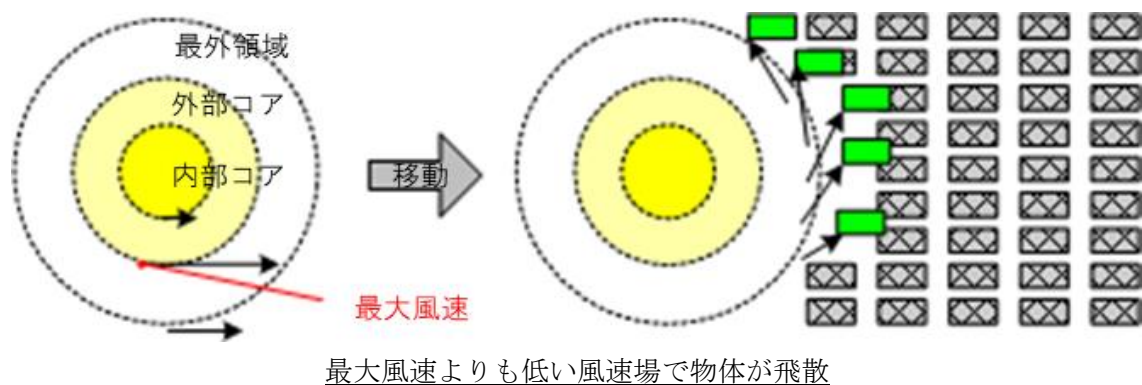 最外領域
外部コア
内部コア
移動
最大風速
最大風速よりも低い風速場で物体が飛散